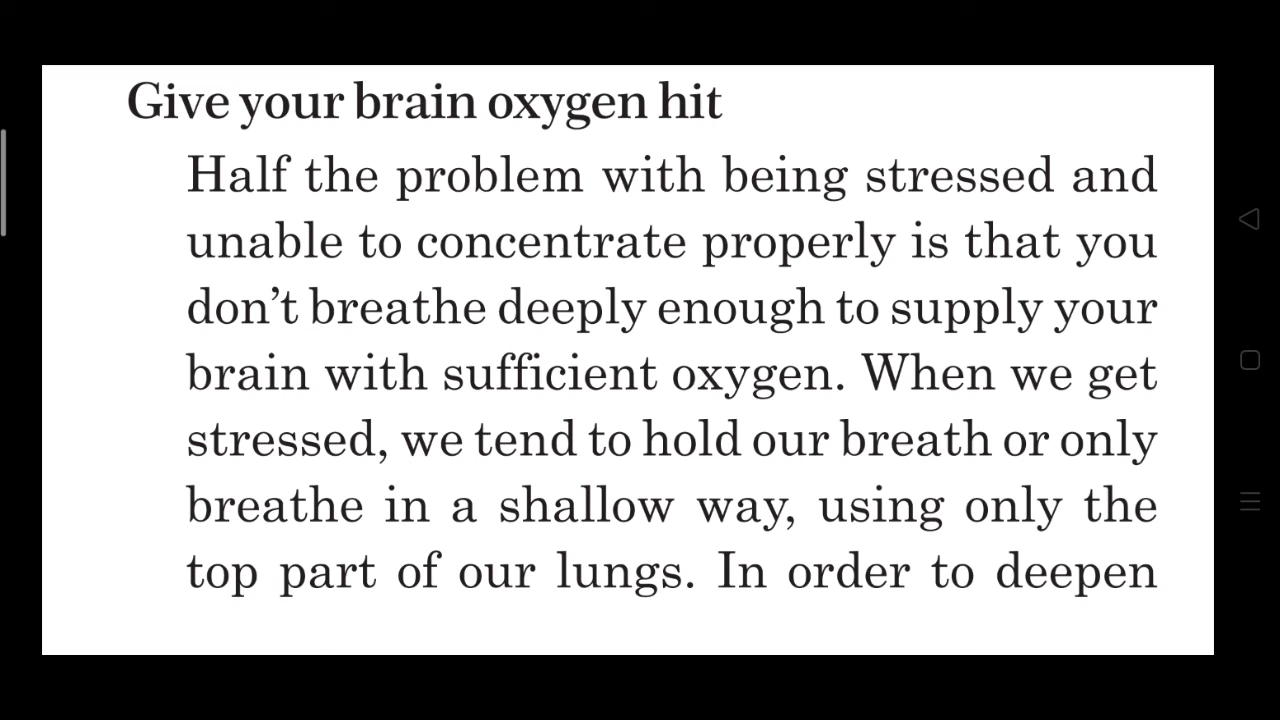 Give your brain oxygen hit
Half the problem with being stressed and
unable to concentrate properly is that you
don’t breathe deeply enough to supply your
brain with sufficient oxygen. When we get
stressed, we tend to hold our breath or only
breathe in a shallow way, using only the
top part of our lungs. In order to deepen